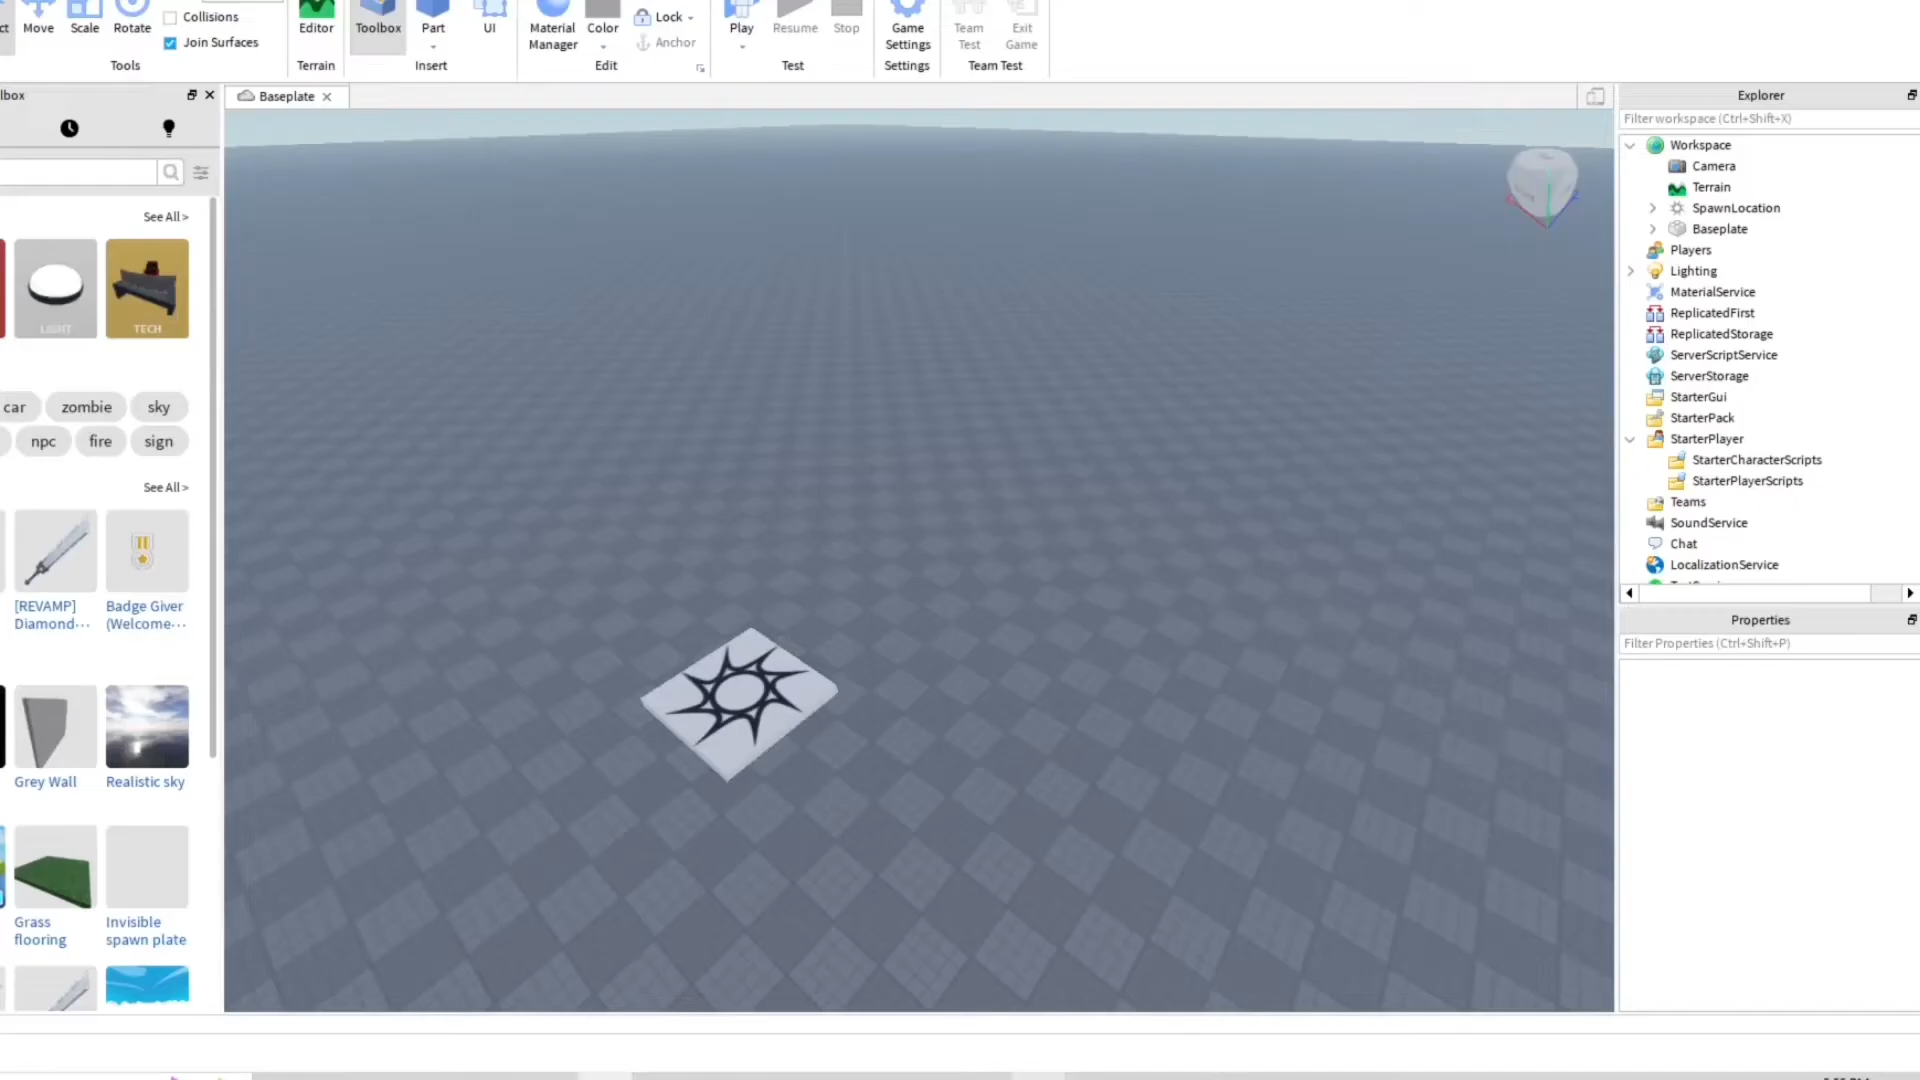 Move Scale Rotate Collisions Join Surfaces Editor Toolbox Part UI Material Manager Color Lock Anchor Play Resume Stop Game Settings Team Test Exit Game
Tools Terrain Insert Edit Test Settings Team Test
Baseplate
See All >
LIGHT
TECH
car zombie sky
npc fire sign
See All >
[REVAMP] Diamond...
Badge Giver (Welcome...
Grey Wall
Realistic sky
Grass flooring
Invisible spawn plate
Explorer
Filter workspace (Ctrl+Shift+X)
Workspace
Camera
Terrain
SpawnLocation
Baseplate
Players
Lighting
MaterialService
ReplicatedFirst
ReplicatedStorage
ServerScriptService
ServerStorage
StarterGui
StarterPack
StarterPlayer
StarterCharacterScripts
StarterPlayerScripts
Teams
SoundService
Chat
LocalizationService
Properties
Filter Properties (Ctrl+Shift+P)